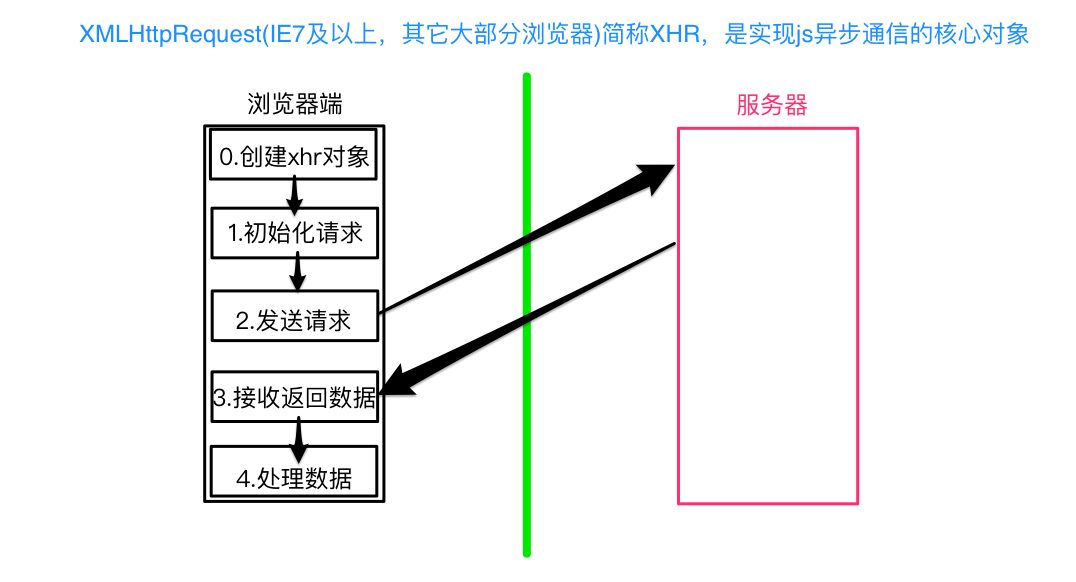 XMLHttpRequest(IE7及以上，其它大部分浏览器)简称XHR，是实现js异步通信的核心对象
浏览器端
服务器
0.创建xhr对象
1.初始化请求
2.发送请求
3.接收返回数据
4.处理数据